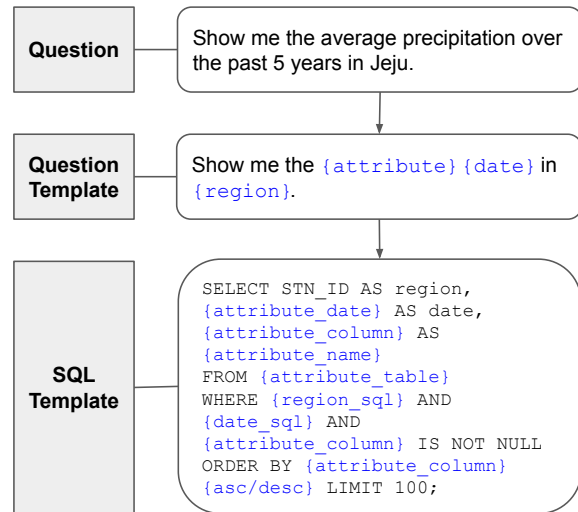 Question
Show me the average precipitation over
the past 5 years in Jeju.
Question
Template
Show me the {attribute} {date} in
{region}.
SQL
Template
SELECT STN_ID AS region,
{attribute_date} AS date,
{attribute_column} AS
{attribute_name}
FROM {attribute_table}
WHERE {region_sql} AND
{date_sql} AND
{attribute_column} IS NOT NULL
ORDER BY {attribute_column}
{asc/desc} LIMIT 100;